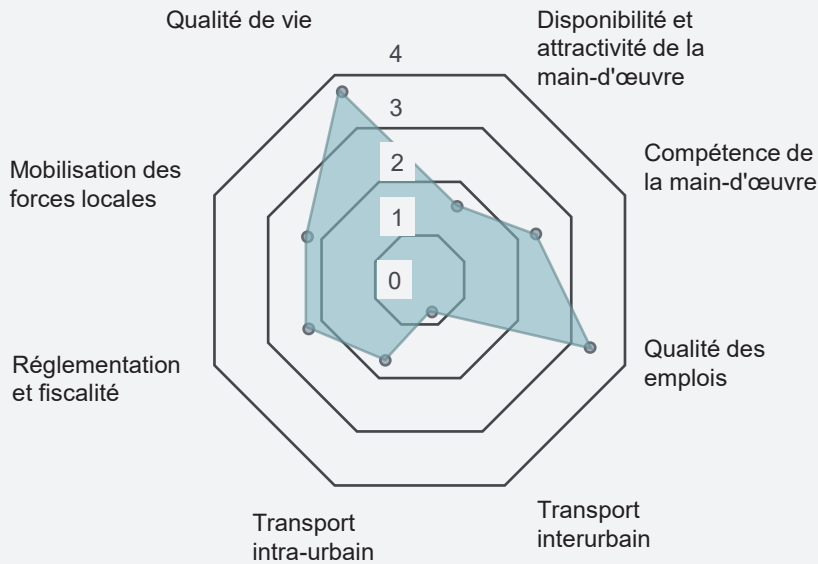 Qualité de vie
Disponibilité et
attractivité de la
main-d'œuvre
4
3
2
1
0
Compétence de
la main-d'œuvre
Mobilisation des
forces locales
Qualité des
emplois
Réglementation
et fiscalité
Transport
interurbain
Transport
intra-urbain